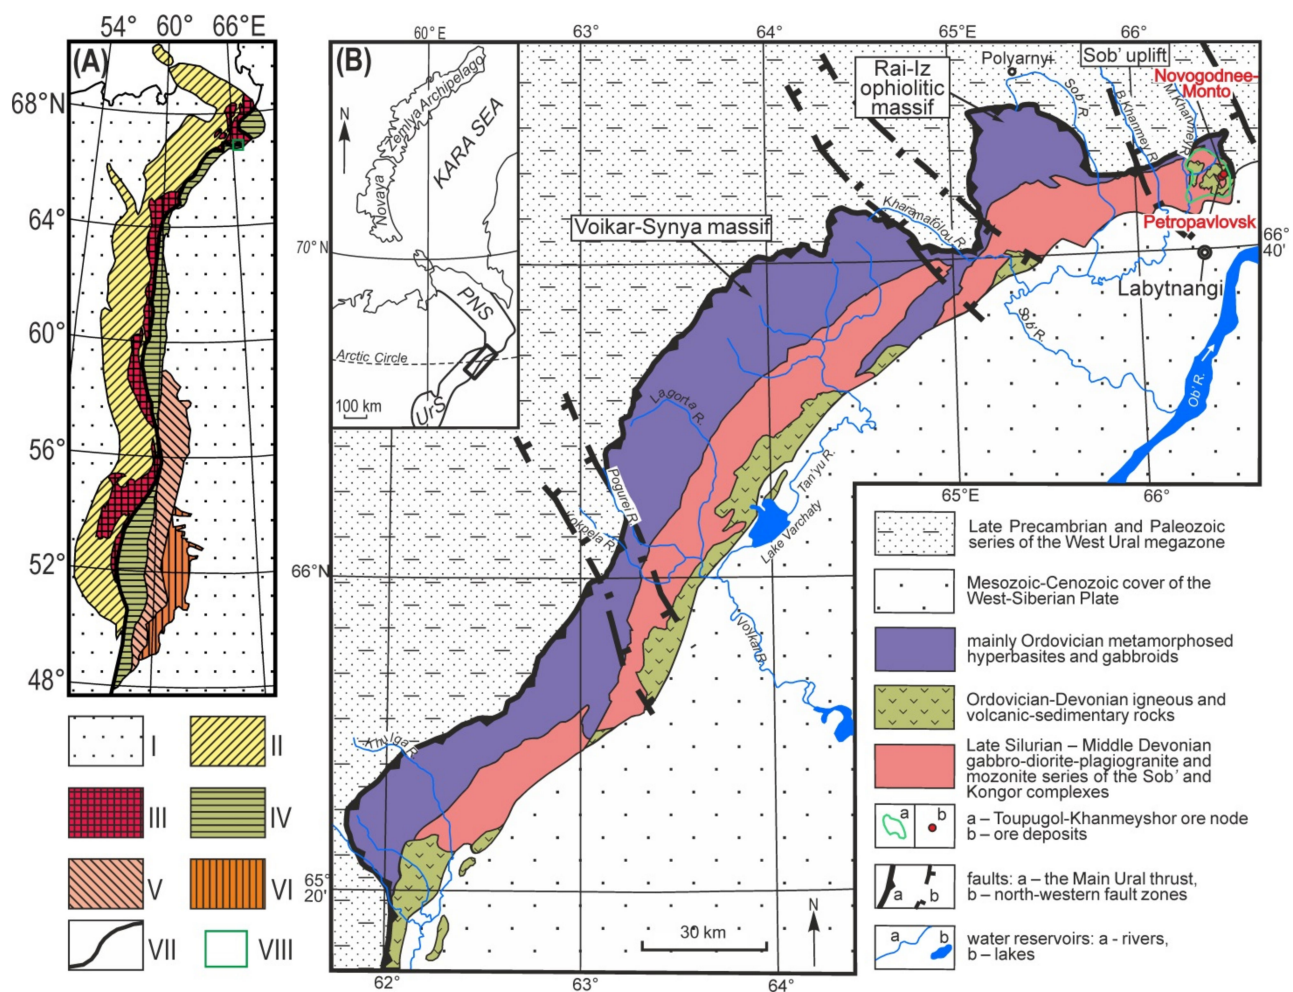 54° 60° 66°E
(A)
68°N
64°
60°
56°
52°
48°
I
II
III
IV
V
VI
VII
VIII
60°E
N
Novaya Zemlya Archipelago
KARA SEA
70° N
PNS
Arctic Circle
UrS
100 km
(B)
63°
64°
65°E
66°
Rai-Iz
ophiolitic
massif
Polyarnyi
Sob' uplift
Novogodnee-
Monto
Sob' R.
B.Khanmey R.
M.Khanmey R.
Voikar-Synya massif
Kharamatolou R.
Petropavlovsk
66°
40'
Labytnangi
Sob' R.
Ob' R.
Lagorta R.
Pogurei R.
Kokpela R.
Tan'yu R.
Lake Varchaty
66°N
Voykar R.
Khulga R.
65°
20'
30 km
N
62°
63°
64°
65°E
66°
Late Precambrian and Paleozoic
series of the West Ural megazone
Mesozoic-Cenozoic cover of the
West-Siberian Plate
mainly Ordovician metamorphosed
hyperbasites and gabbroids
Ordovician-Devonian igneous and
volcanic-sedimentary rocks
Late Silurian – Middle Devonian
gabbro-diorite-plagiogranite and
mozonite series of the Sob' and
Kongor complexes
a b
a – Toupugol-Khanmeyshor ore node
b – ore deposits
a b
faults: a – the Main Ural thrust,
b – north-western fault zones
a b
water reservoirs: a - rivers,
b – lakes